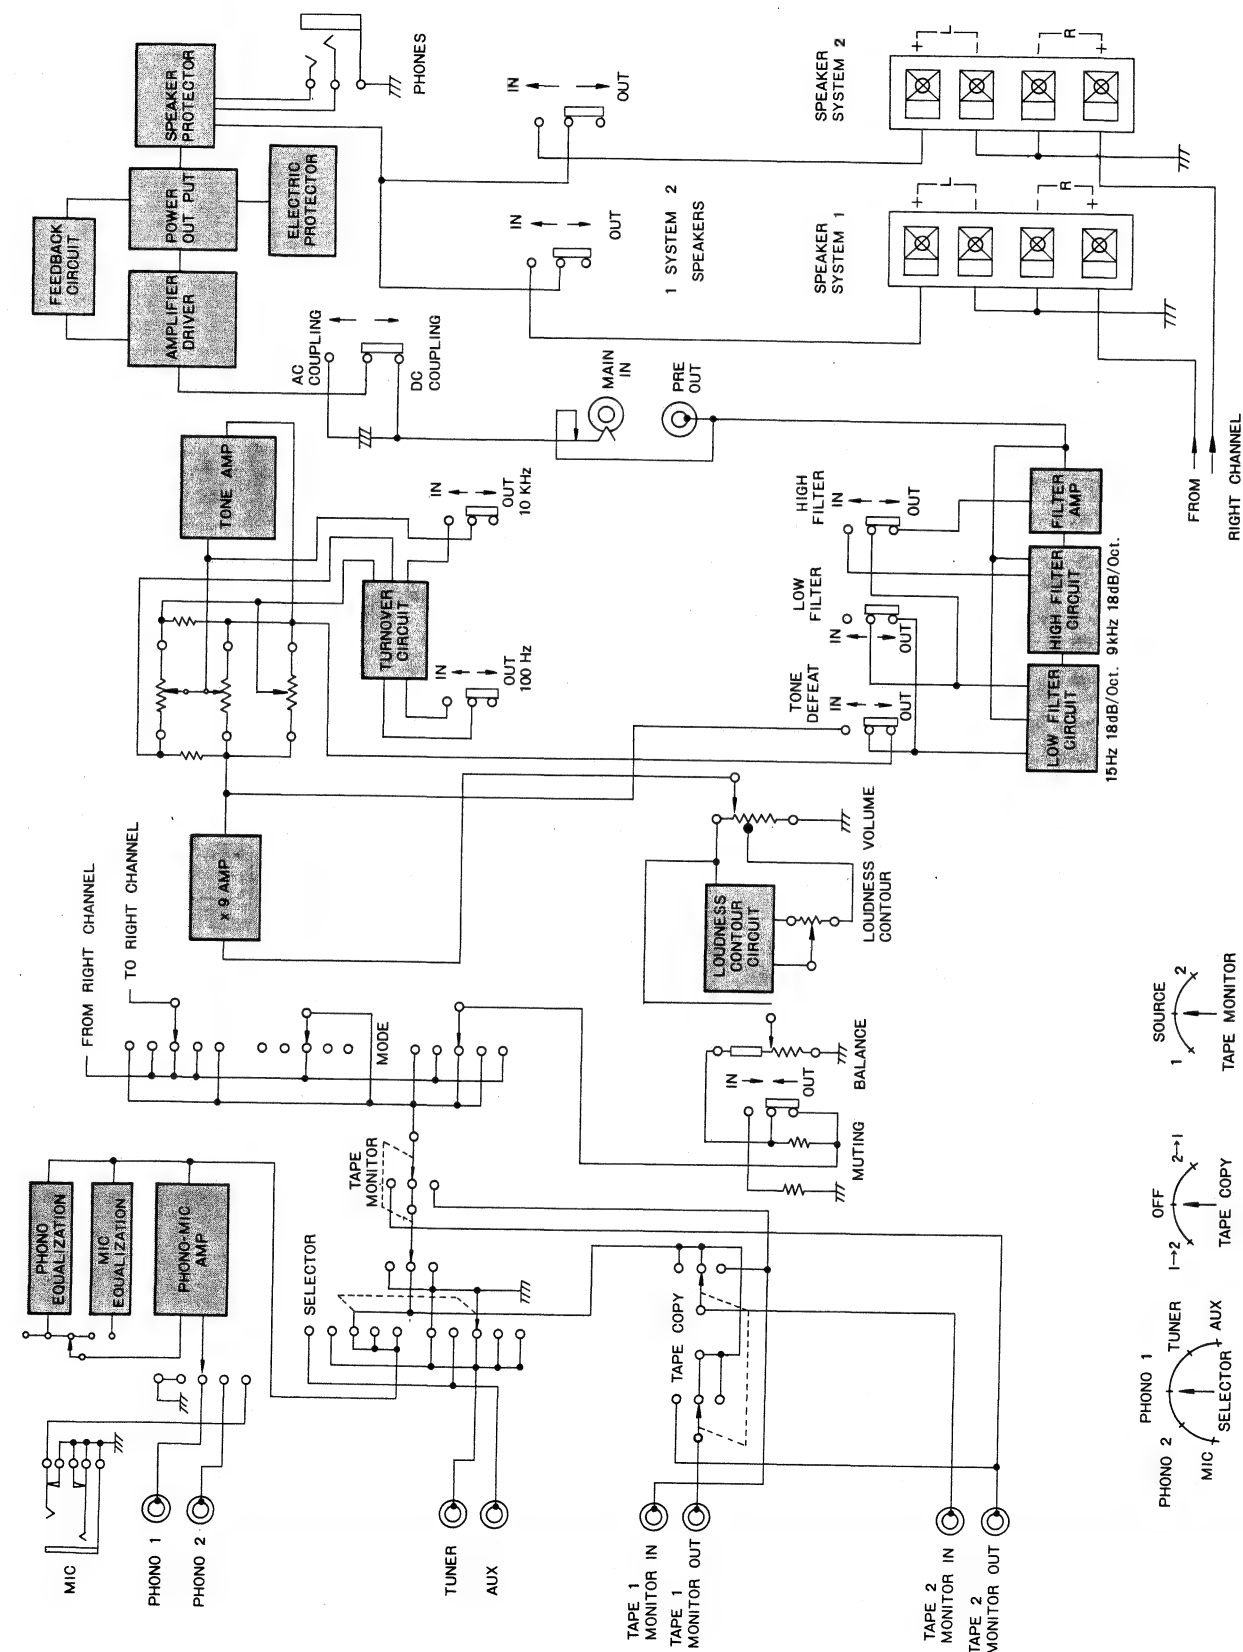 MIC
PHONO 1
PHONO 2
TUNER
AUX
TAPE 1
MONITOR IN
TAPE 1
MONITOR OUT
TAPE 2
MONITOR IN
TAPE 2
MONITOR OUT
PHONO
EQUALIZATION
MIC
EQUALIZATION
PHONO-MIC
AMP
SELECTOR
TAPE COPY
TAPE
MONITOR
FROM RIGHT CHANNEL
TO RIGHT CHANNEL
MODE
MUTING
IN
OUT
BALANCE
LOUDNESS
CONTOUR
CIRCUIT
LOUDNESS
CONTOUR
LOUDNESS VOLUME
x 9 AMP
TONE AMP
TURNOVER
CIRCUIT
IN
OUT
100 Hz
IN
OUT
10 KHz
TONE
DEFEAT
IN
OUT
LOW
FILTER
IN
OUT
HIGH
FILTER
IN
OUT
LOW FILTER
CIRCUIT
15Hz 18dB/Oct.
HIGH FILTER
CIRCUIT
9kHz 18dB/Oct.
FILTER
AMP
PRE
OUT
MAIN
IN
AC
COUPLING
DC
COUPLING
FEEDBACK
CIRCUIT
AMPLIFIER
DRIVER
POWER
OUT PUT
ELECTRIC
PROTECTOR
SPEAKER
PROTECTOR
PHONES
IN
OUT
1 SYSTEM 2
SPEAKERS
IN
OUT
SPEAKER
SYSTEM 1
+ L
R +
SPEAKER
SYSTEM 2
+ L
R +
FROM
RIGHT CHANNEL
MIC
PHONO 2
PHONO 1
TUNER
AUX
SELECTOR
1→2
OFF
2→1
TAPE COPY
1
SOURCE
2
TAPE MONITOR